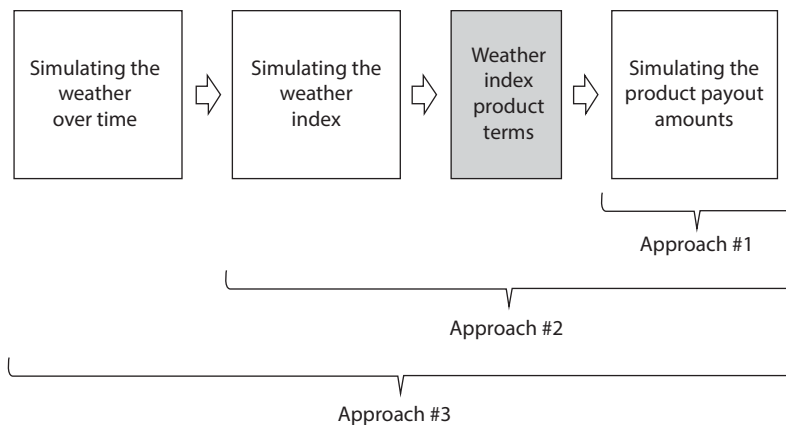 Simulating the
weather
over time
Simulating the
weather
index
Weather
index
product
terms
Simulating the
product payout
amounts
Approach #1
Approach #2
Approach #3